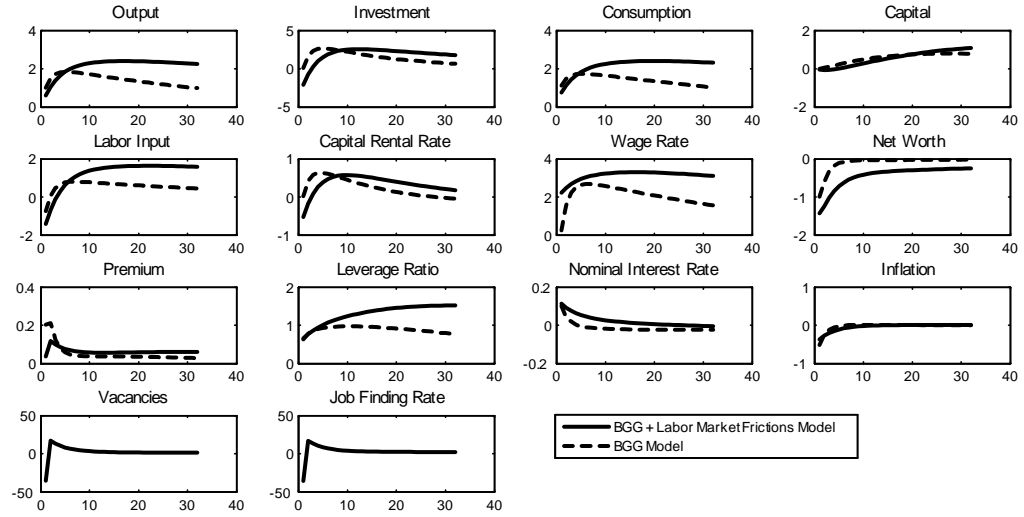 Output Investment Consumption Capital
4 5 4 2
2 0 2 0
0 -5 0 -2
0 10 20 30 40 0 10 20 30 40 0 10 20 30 40 0 10 20 30 40
Labor Input Capital Rental Rate Wage Rate Net Worth
2 1 4 0
0 0 2 -1
-2 -1 0 -2
0 10 20 30 40 0 10 20 30 40 0 10 20 30 40 0 10 20 30 40
Premium Leverage Ratio Nominal Interest Rate Inflation
0.4 2 0.2 1
0.2 1 0 0
0 0 -0.2 -1
0 10 20 30 40 0 10 20 30 40 0 10 20 30 40 0 10 20 30 40
Vacancies Job Finding Rate
50 50
0 0
-50 -50
0 10 20 30 40 0 10 20 30 40
BGG + Labor Market Frictions Model
BGG Model